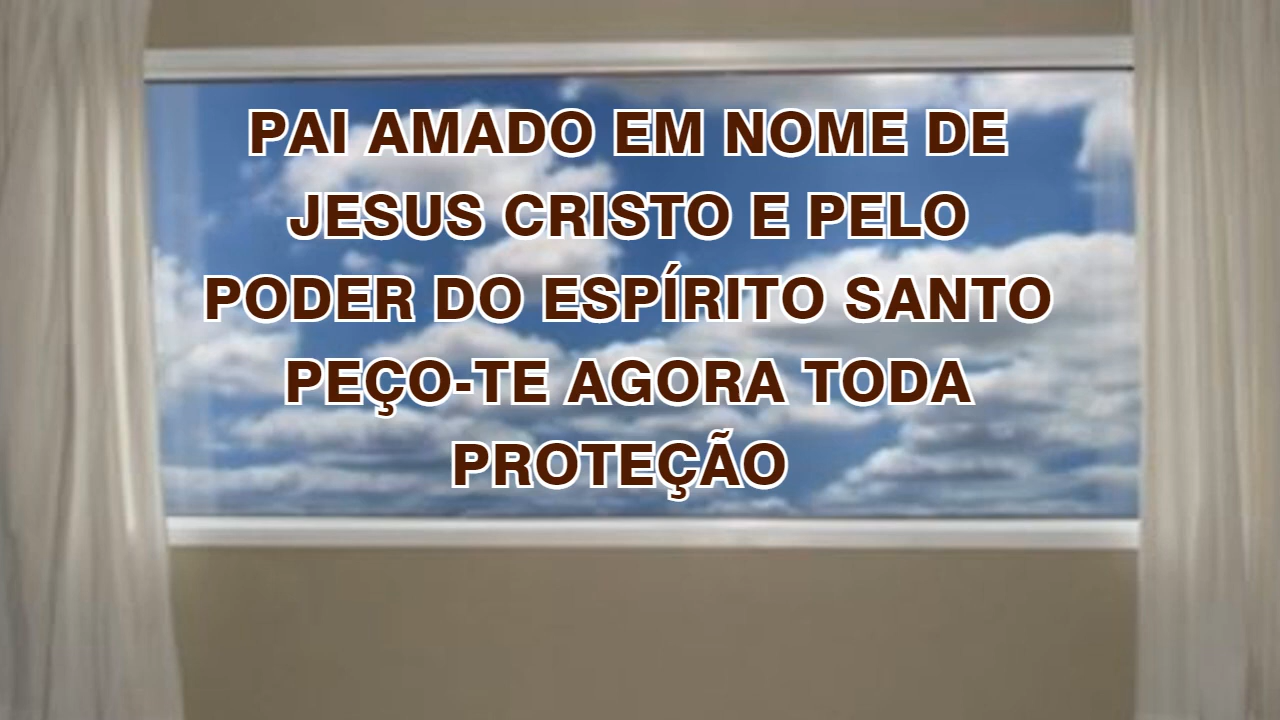 PAI AMADO EM NOME DE
JESUS CRISTO E PELO
PODER DO ESPÍRITO SANTO
PEÇO-TE AGORA TODA
PROTEÇÃO